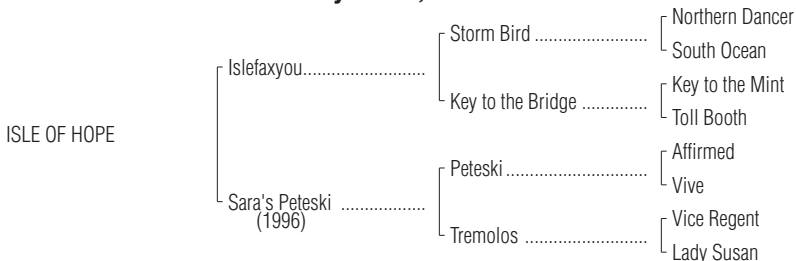 Northern Dancer
Storm Bird ..........................
South Ocean
Islefaxyou............................
Key to the Mint
Key to the Bridge ...............
Toll Booth
ISLE OF HOPE
Affirmed
Peteski.................................
Vive
Sara's Peteski ...................
(1996)
Vice Regent
Tremolos ............................
Lady Susan